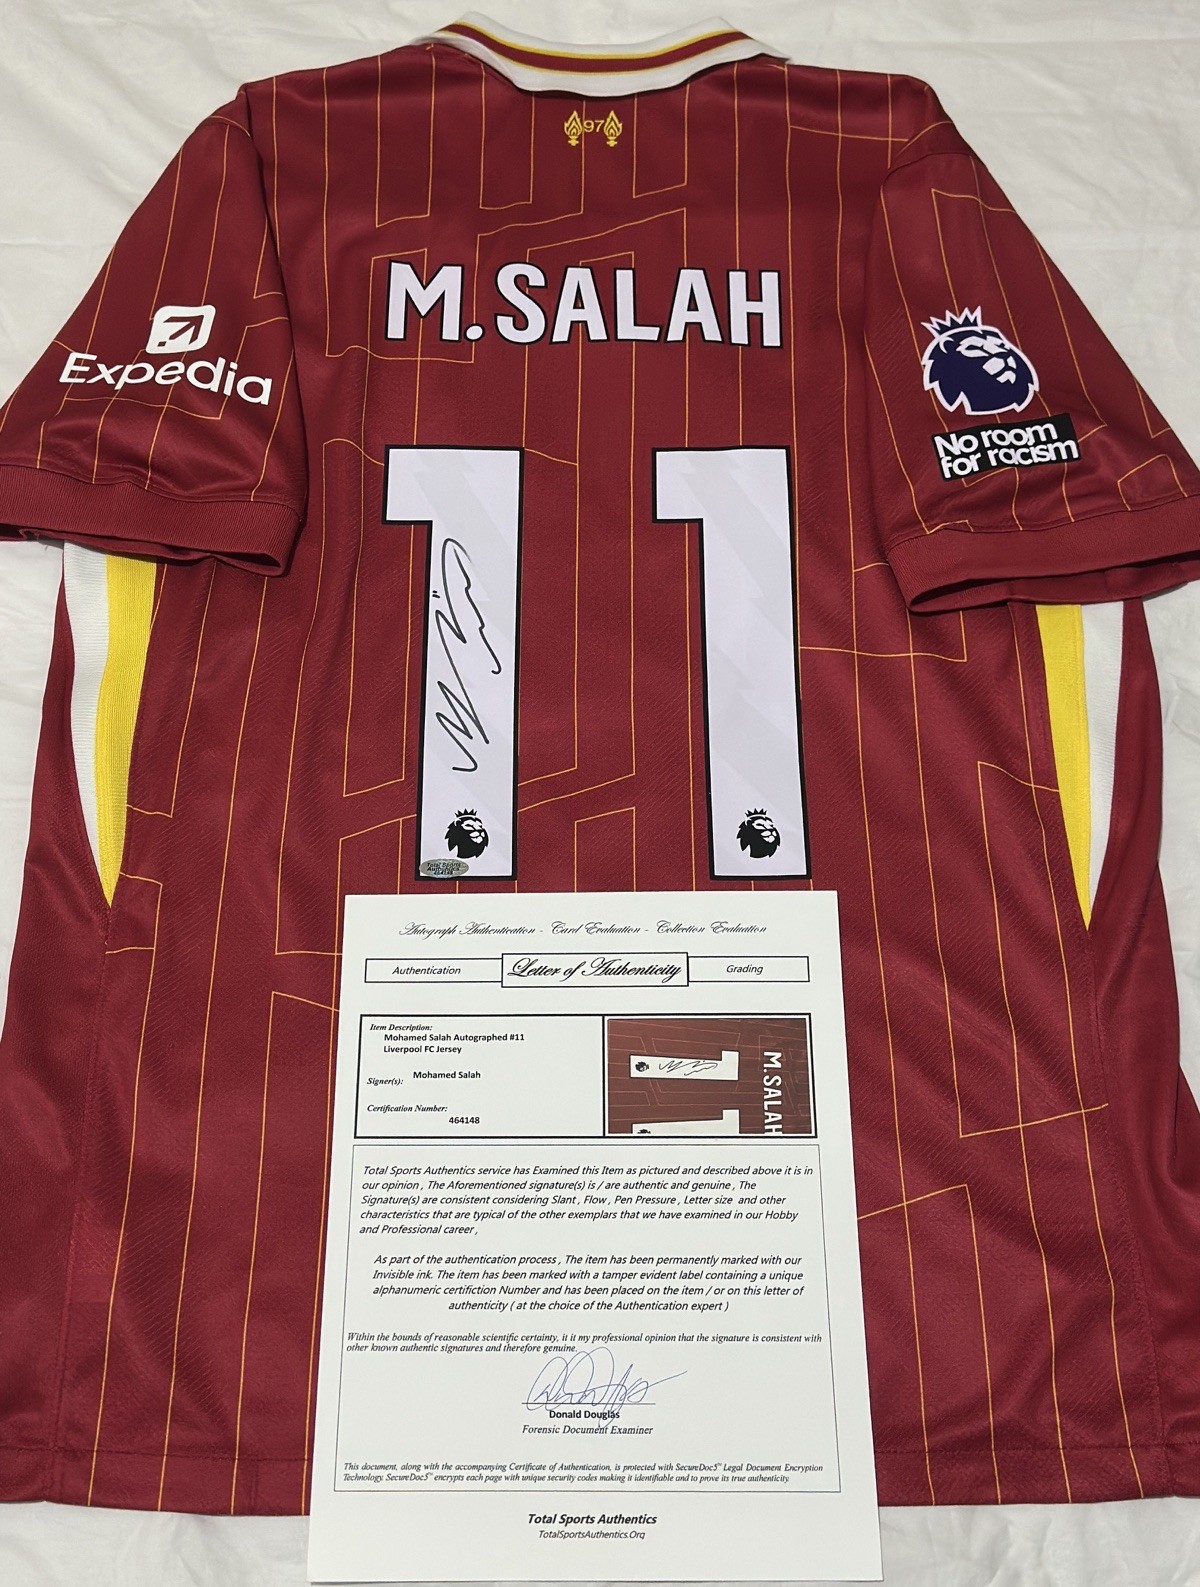 97
M. SALAH
Expedia
No room
for racism
11
Total Sports
Authentics
464148
Autograph Authentication - Card Evaluation - Collection Evaluation
Authentication
Letter of Authenticity
Grading
Item Description:
Mohamed Salah Autographed #11
Liverpool FC Jersey
Signer(s): Mohamed Salah
Certification Number:
464148
M.SALAH
Total Sports Authentics service has Examined this Item as pictured and described above it is in
our opinion , The Aforementioned signature(s) is / are authentic and genuine , The
Signature(s) are consistent considering Slant , Flow , Pen Pressure , Letter size and other
characteristics that are typical of the other exemplars that we have examined in our Hobby
and Professional career ,
As part of the authentication process , The item has been permanently marked with our
Invisible ink. The item has been marked with a tamper evident label containing a unique
alphanumeric certifiction Number and has been placed on the item / or on this letter of
authenticity ( at the choice of the Authentication expert )
Within the bounds of reasonable scientific certainty, it it my professional opinion that the signature is consistent with
other known authentic signatures and therefore genuine.
Donald Douglas
Forensic Document Examiner
This document, along with the accompanying Certificate of Authentication, is protected with SecureDoc5™ Legal Document Encryption
Technology. SecureDoc5™ encrypts each page with unique security codes making it identifiable and to prove its true authenticity.
Total Sports Authentics
TotalSportsAuthentics.Org